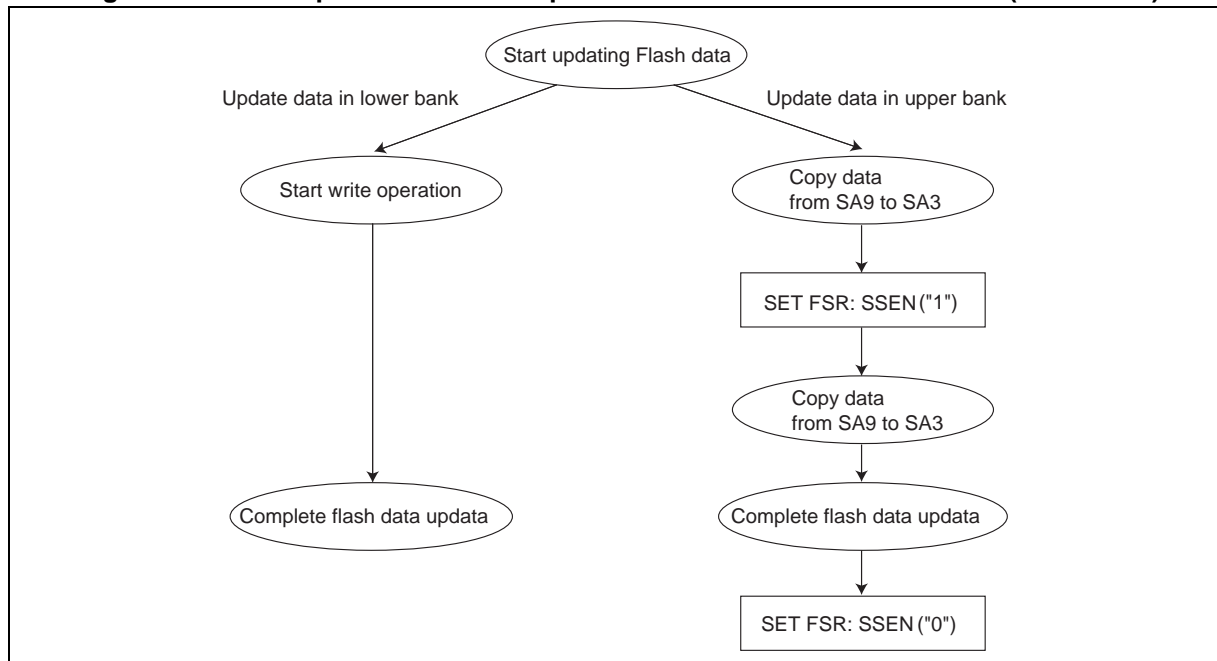 Start updating Flash data
Update data in lower bank
Update data in upper bank
Start write operation
Copy data
from SA9 to SA3
SET FSR: SSEN ("1")
Copy data
from SA9 to SA3
Complete flash data updata
Complete flash data updata
SET FSR: SSEN ("0")